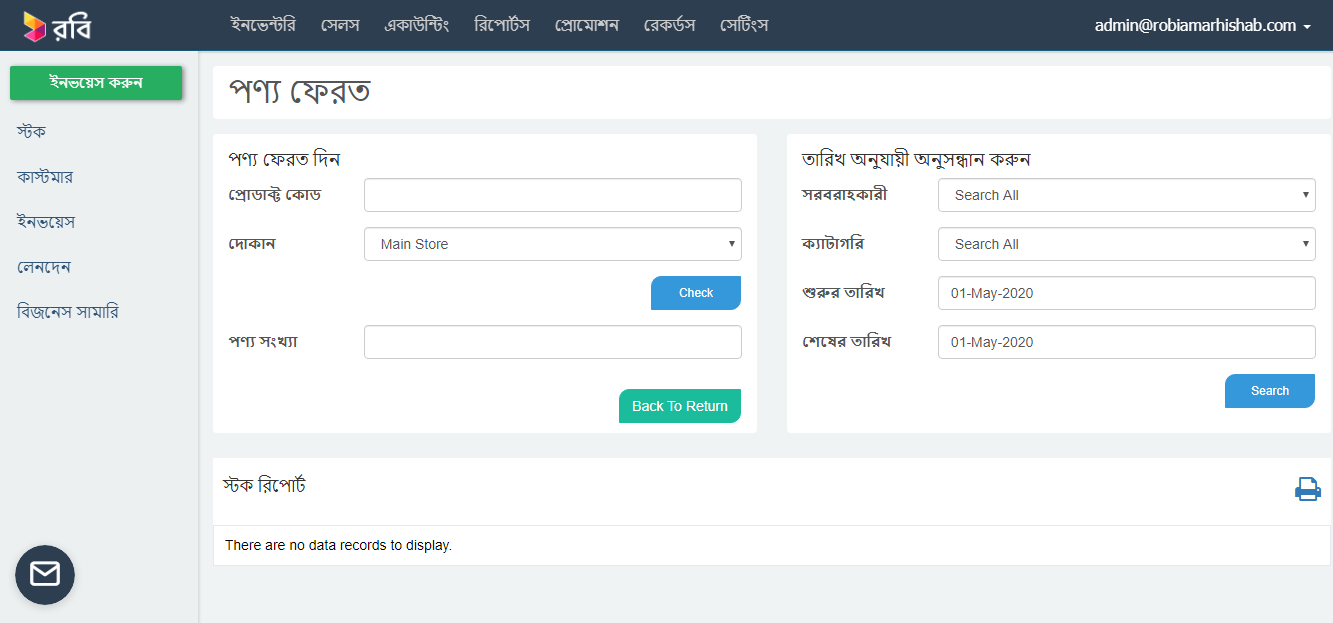 রবি ইনভেন্টরি সেলস একাউন্টিং রিপোর্টস প্রোমোশন রেকর্ডস সেটিংস admin@robiamarhishab.com
ইনভয়েস করুন
স্টক
কাস্টমার
ইনভয়েস
লেনদেন
বিজনেস সামারি
পণ্য ফেরত
পণ্য ফেরত দিন
প্রোডাক্ট কোড
দোকান Main Store
Check
পণ্য সংখ্যা
Back To Return
তারিখ অনুযায়ী অনুসন্ধান করুন
সরবরাহকারী Search All
ক্যাটাগরি Search All
শুরুর তারিখ 01-May-2020
শেষের তারিখ 01-May-2020
Search
স্টক রিপোর্ট
There are no data records to display.